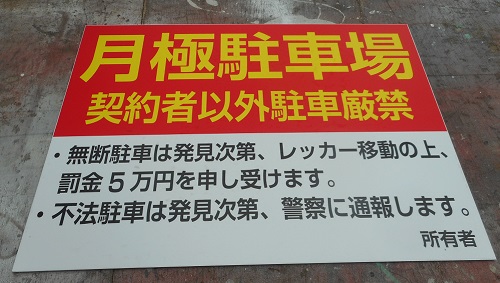 月極駐車場
契約者以外駐車厳禁
・無断駐車は発見次第、レッカー移動の上、
罰金5万円を申し受けます。
・不法駐車は発見次第、警察に通報します。
所有者